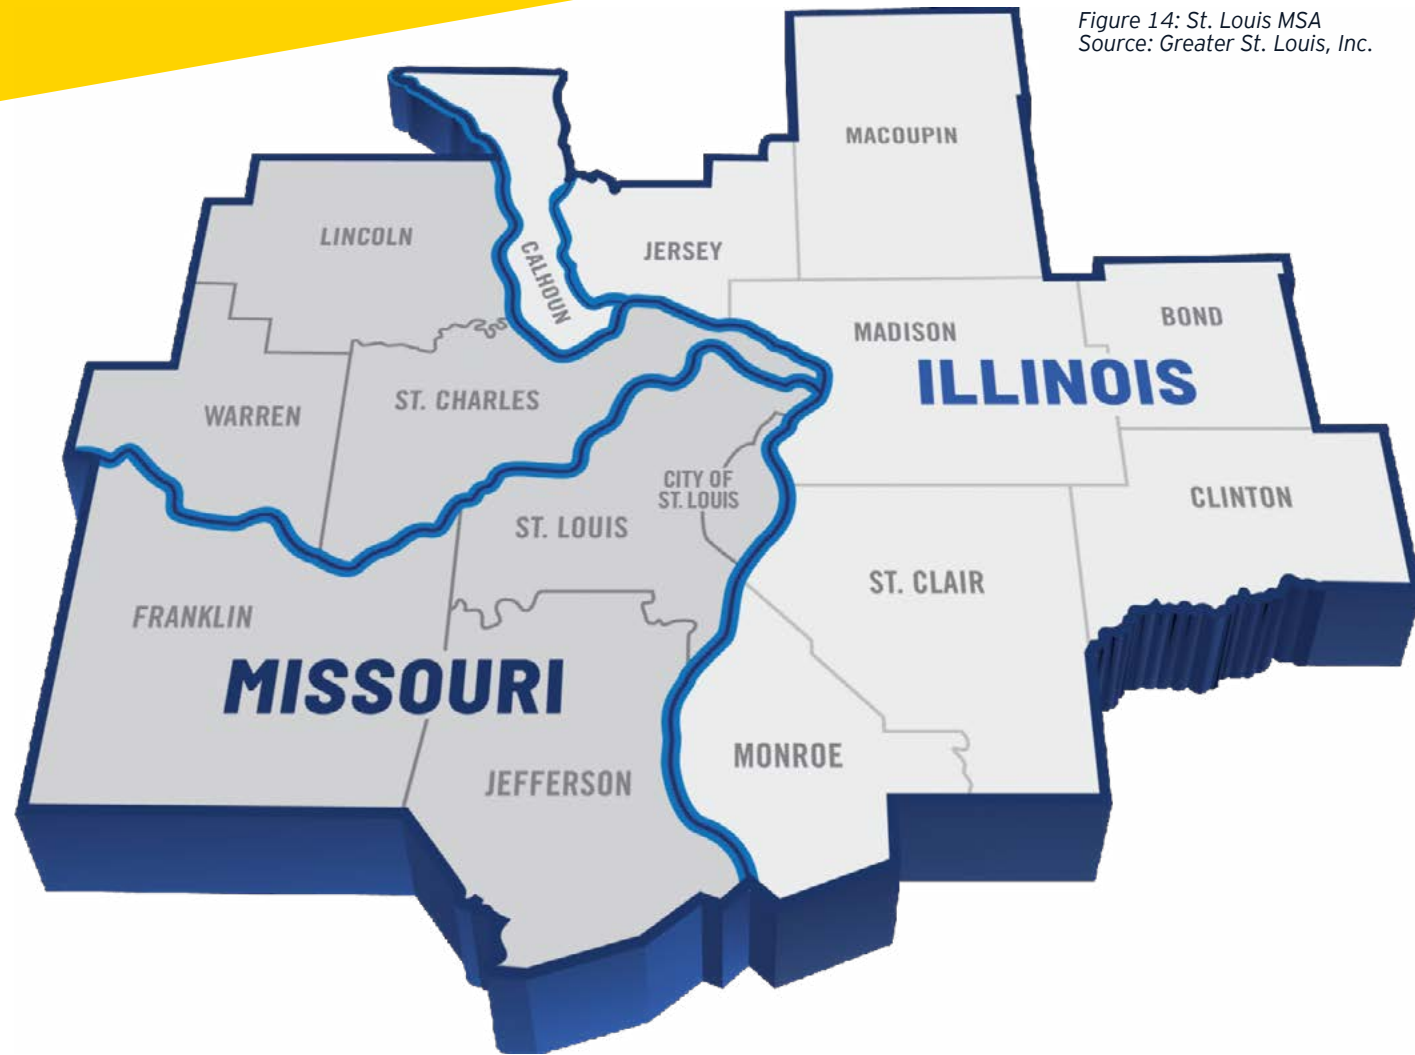 Figure 14: St. Louis MSA
Source: Greater St. Louis, Inc.
MACOUPIN
LINCOLN
CALHOUN
JERSEY
MADISON
BOND
ILLINOIS
WARREN
ST. CHARLES
CITY OF
ST. LOUIS
CLINTON
ST. LOUIS
ST. CLAIR
FRANKLIN
MISSOURI
MONROE
JEFFERSON